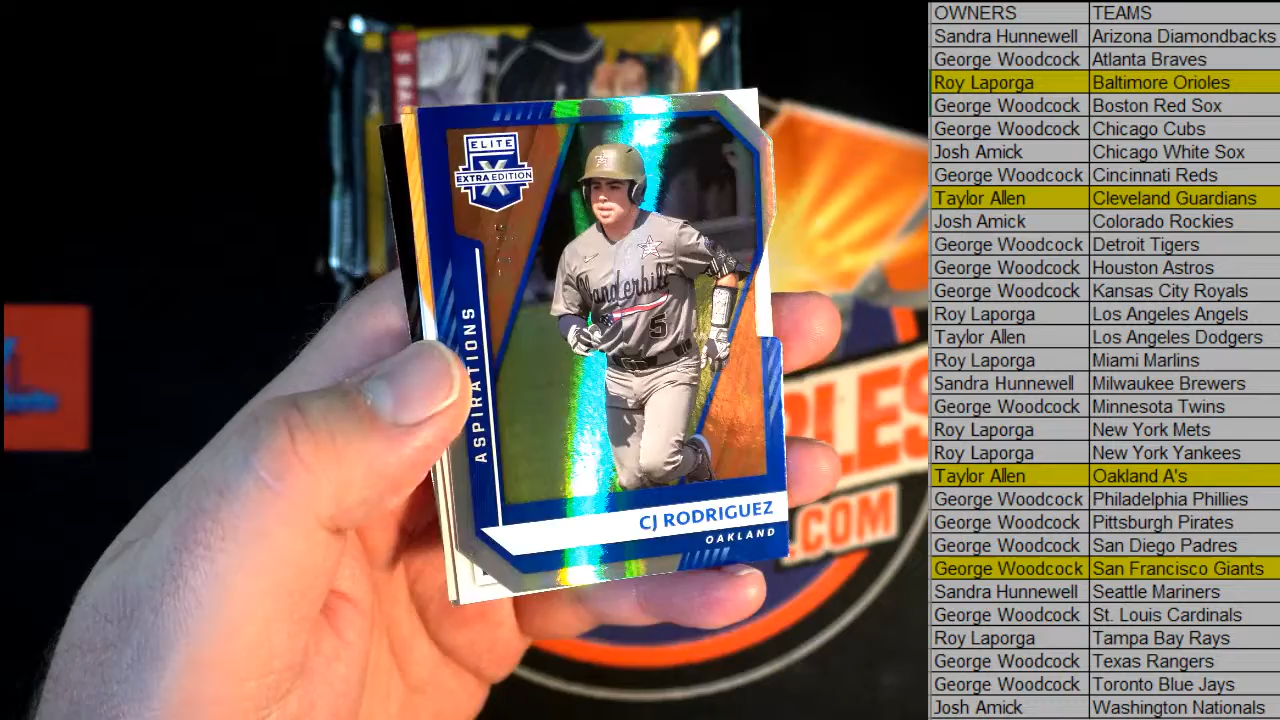 ELITE
EXTRA EDITION
ASPIRATIONS
Vanderbilt
5
CJ RODRIGUEZ
OAKLAND
.COM
OWNERS TEAMS
Sandra Hunnewell Arizona Diamondbacks
George Woodcock Atlanta Braves
Roy Laporga Baltimore Orioles
George Woodcock Boston Red Sox
George Woodcock Chicago Cubs
Josh Amick Chicago White Sox
George Woodcock Cincinnati Reds
Taylor Allen Cleveland Guardians
Josh Amick Colorado Rockies
George Woodcock Detroit Tigers
George Woodcock Houston Astros
George Woodcock Kansas City Royals
Roy Laporga Los Angeles Angels
Taylor Allen Los Angeles Dodgers
Roy Laporga Miami Marlins
Sandra Hunnewell Milwaukee Brewers
George Woodcock Minnesota Twins
Roy Laporga New York Mets
Roy Laporga New York Yankees
Taylor Allen Oakland A's
George Woodcock Philadelphia Phillies
George Woodcock Pittsburgh Pirates
George Woodcock San Diego Padres
George Woodcock San Francisco Giants
Sandra Hunnewell Seattle Mariners
George Woodcock St. Louis Cardinals
Roy Laporga Tampa Bay Rays
George Woodcock Texas Rangers
George Woodcock Toronto Blue Jays
Josh Amick Washington Nationals